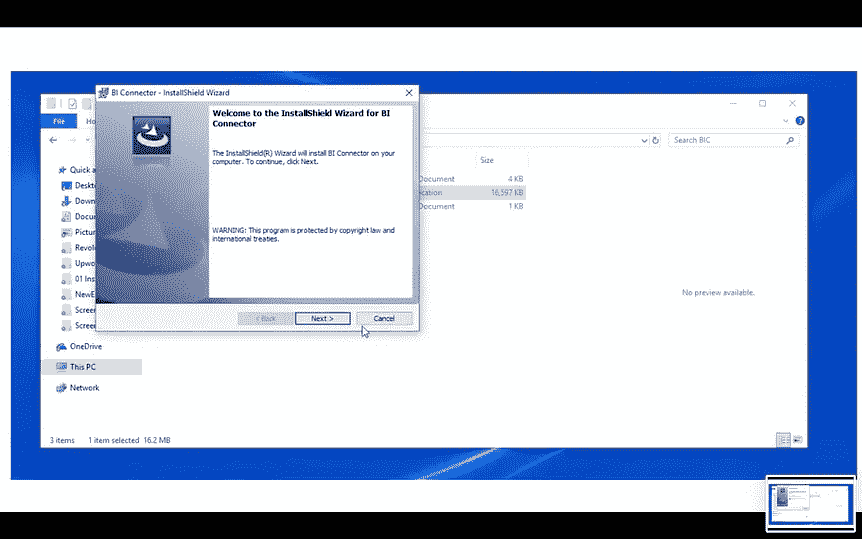 BI Connector - InstallShield Wizard
Welcome to the InstallShield Wizard for BI
Connector
The InstallShield(R) Wizard will install BI Connector on your
computer. To continue, click Next.
WARNING: This program is protected by copyright law and
international treaties.
< Back
Next >
Cancel
File
Ho
Search BIC
Size
Document
4 KB
cation
16,597 KB
Document
1 KB
Quick a
Deskt
Down
Docu
Pictur
Revol
Upwo
01 Ins
NewE
Scree
Scree
OneDrive
This PC
Network
No preview available.
3 items 1 item selected 16.2 MB